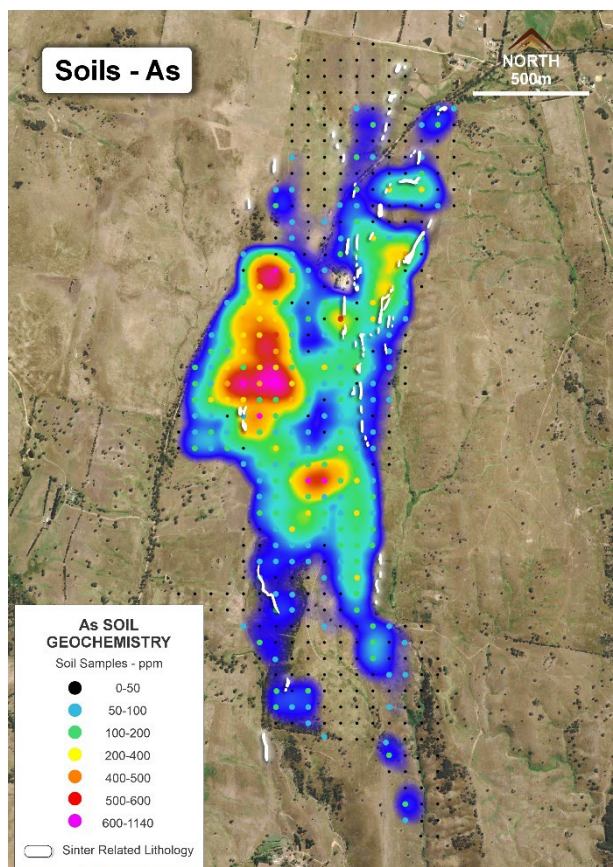 Soils - As
NORTH
500m
As SOIL
GEOCHEMISTRY
Soil Samples - ppm
0-50
50-100
100-200
200-400
400-500
500-600
600-1140
Sinter Related Lithology